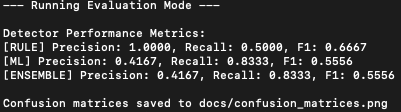 --- Running Evaluation Mode ---
Detector Performance Metrics:
[RULE] Precision: 1.0000, Recall: 0.5000, F1: 0.6667
[ML] Precision: 0.4167, Recall: 0.8333, F1: 0.5556
[ENSEMBLE] Precision: 0.4167, Recall: 0.8333, F1: 0.5556
Confusion matrices saved to docs/confusion_matrices.png